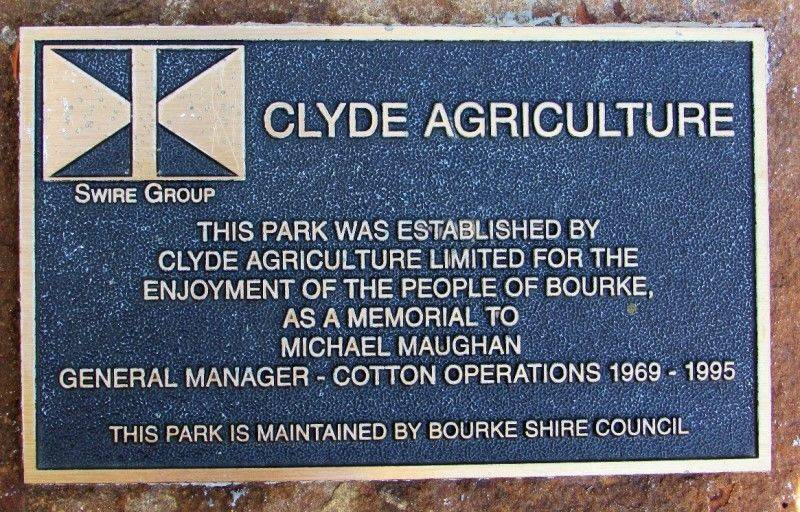 CLYDE AGRICULTURE
SWIRE GROUP
THIS PARK WAS ESTABLISHED BY
CLYDE AGRICULTURE LIMITED FOR THE
ENJOYMENT OF THE PEOPLE OF BOURKE,
AS A MEMORIAL TO
MICHAEL MAUGHAN
GENERAL MANAGER - COTTON OPERATIONS 1969 - 1995
THIS PARK IS MAINTAINED BY BOURKE SHIRE COUNCIL